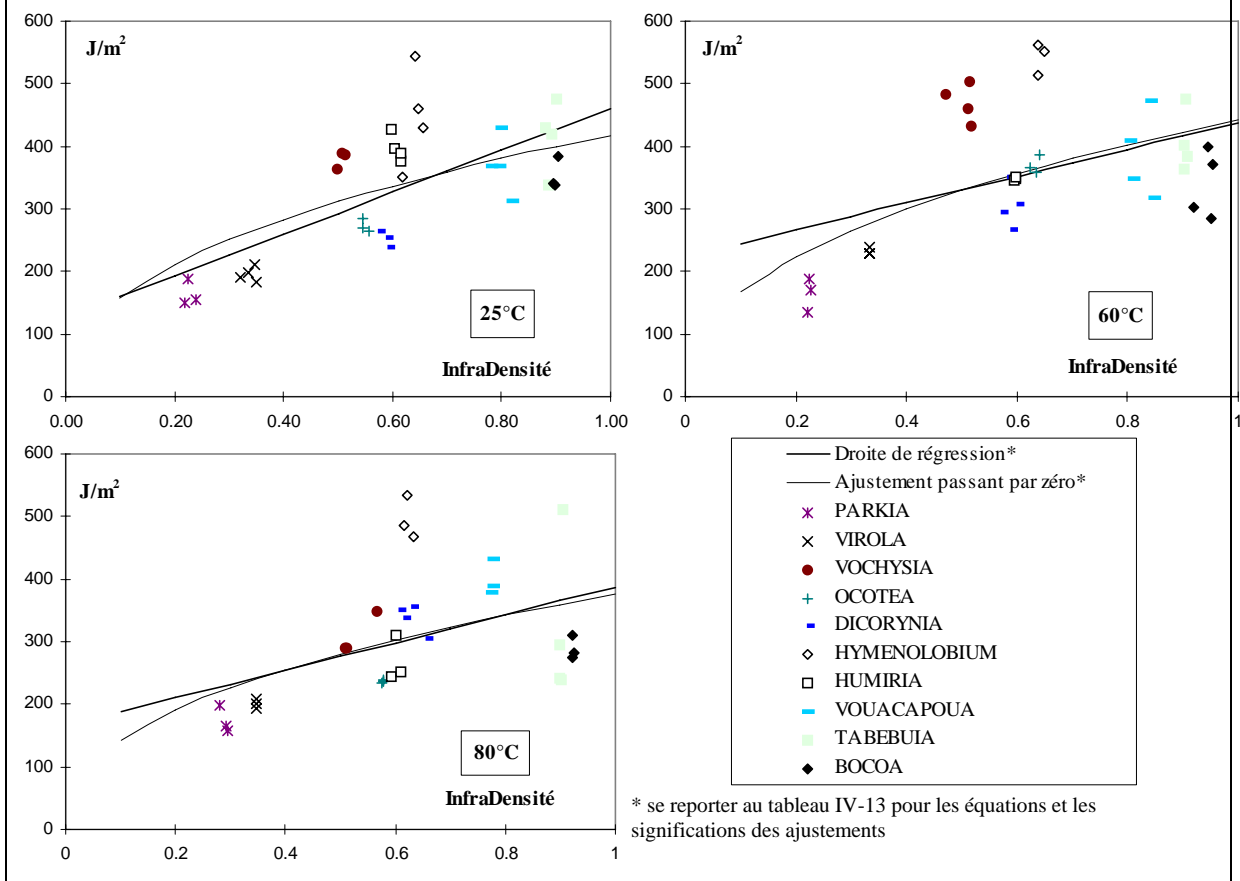 600
500
400
300
200
100
0
J/m²
25°C
InfraDensité
0.00
0.20
0.40
0.60
0.80
1.00
600
500
400
300
200
100
0
J/m²
60°C
InfraDensité
0
0.2
0.4
0.6
0.8
1
600
500
400
300
200
100
0
J/m²
80°C
InfraDensité
0
0.2
0.4
0.6
0.8
1
Droite de régression*
Ajustement passant par zéro*
PARKIA
VIROLA
VOCHYSIA
OCOTEA
DICORYNIA
HYMENOLOBIUM
HUMIRIA
VOUACAPOUA
TABEBUIA
BOCOA
* se reporter au tableau IV-13 pour les équations et les
significations des ajustements